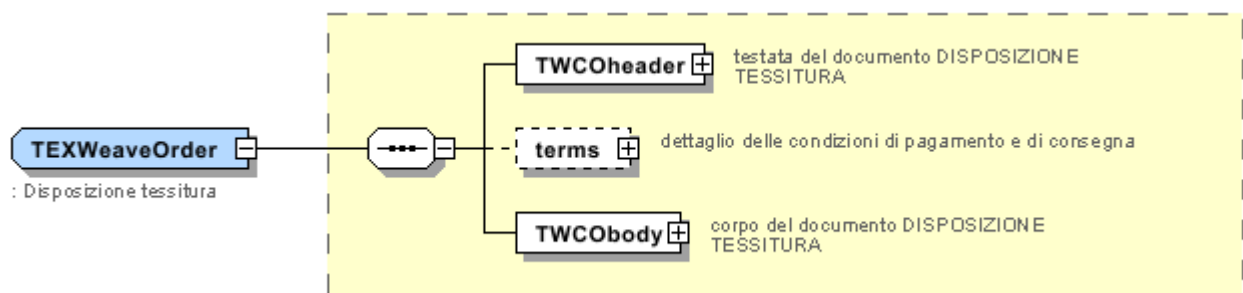 TWCOheader
testata del documento DISPOSIZIONE
TESSITURA
TEXWeaveOrder
: Disposizione tessitura
terms
dettaglio delle condizioni di pagamento e di consegna
TWCObody
corpo del documento DISPOSIZIONE
TESSITURA